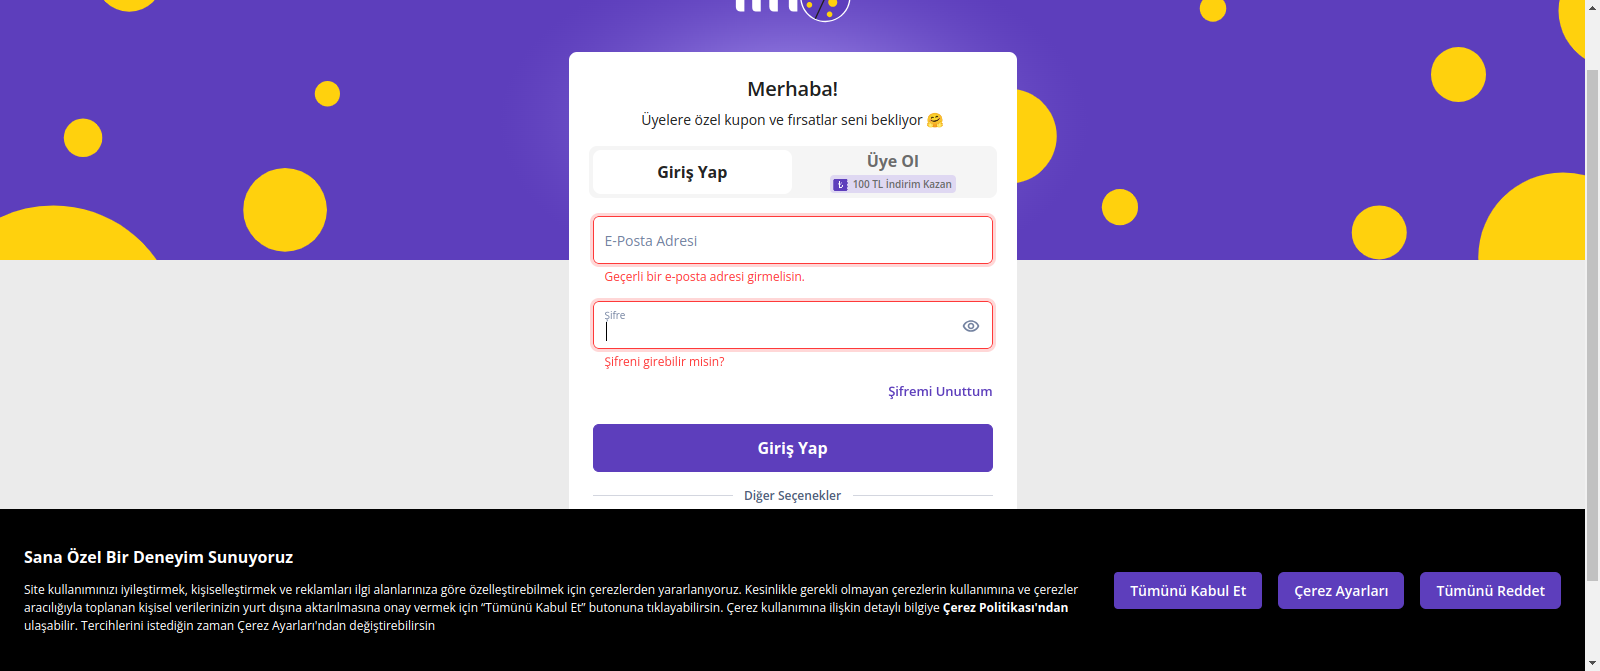 Merhaba!
Üyelere özel kupon ve fırsatlar seni bekliyor 🤗
Giriş Yap
Üye Ol
100 TL İndirim Kazan
E-Posta Adresi
Geçerli bir e-posta adresi girmelisin.
Şifre
Şifreni girebilir misin?
Şifremi Unuttum
Giriş Yap
Diğer Seçenekler
Sana Özel Bir Deneyim Sunuyoruz
Site kullanımınızı iyileştirmek, kişiselleştirmek ve reklamları ilgi alanlarınıza göre özelleştirebilmek için çerezlerden yararlanıyoruz. Kesinlikle gerekli olmayan çerezlerin kullanımına ve çerezler
aracılığıyla toplanan kişisel verilerinizin yurt dışına aktarılmasına onay vermek için “Tümünü Kabul Et” butonuna tıklayabilirsin. Çerez kullanımına ilişkin detaylı bilgiye Çerez Politikası'ndan
ulaşabilir. Tercihlerini istediğin zaman Çerez Ayarları'ndan değiştirebilirsin
Tümünü Kabul Et
Çerez Ayarları
Tümünü Reddet